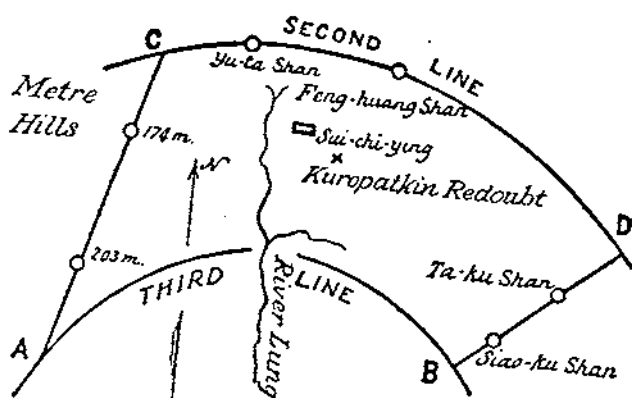 C
SECOND LINE
Yu-ta Shan
Feng-huang Shan
Metre
Hills
174 m.
Sui-chi-ying
Kuropatkin Redoubt
N
D
203 m.
THIRD LINE
River Lung
Ta-ku Shan
A
B
Siao-ku Shan